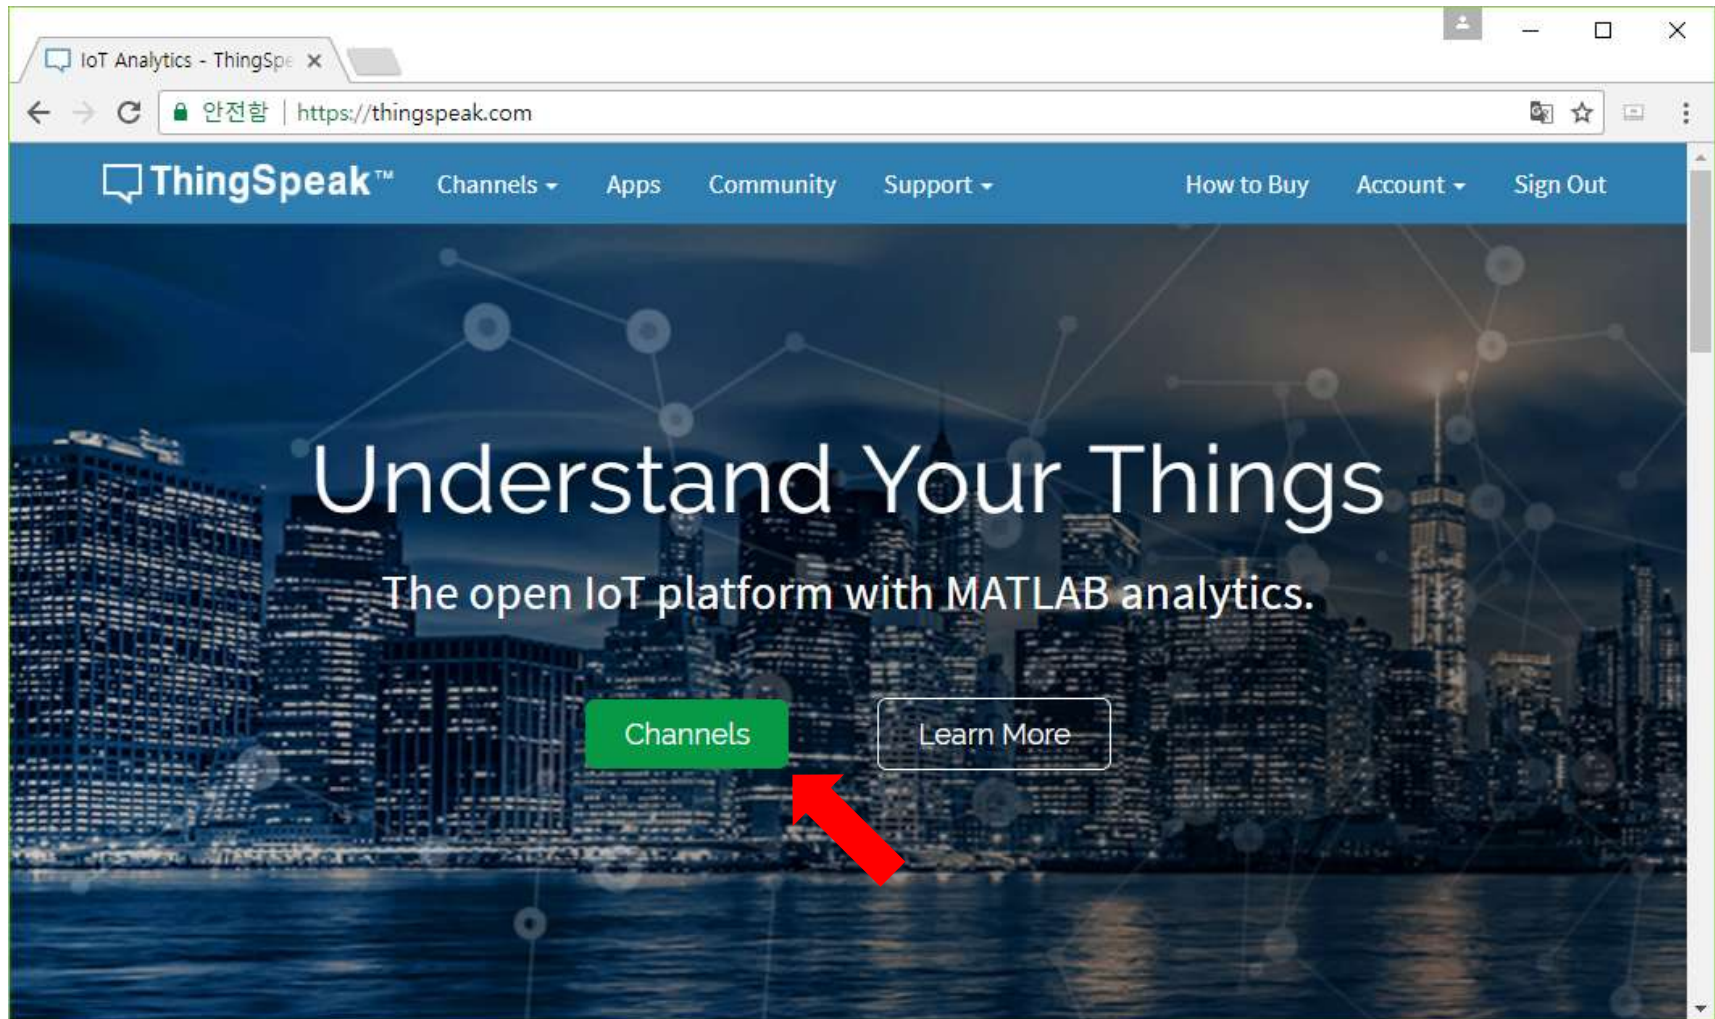 IoT Analytics - ThingSpe
안전함 | https://thingspeak.com
ThingSpeak™ Channels Apps Community Support How to Buy Account Sign Out
Understand Your Things
The open IoT platform with MATLAB analytics.
Channels Learn More